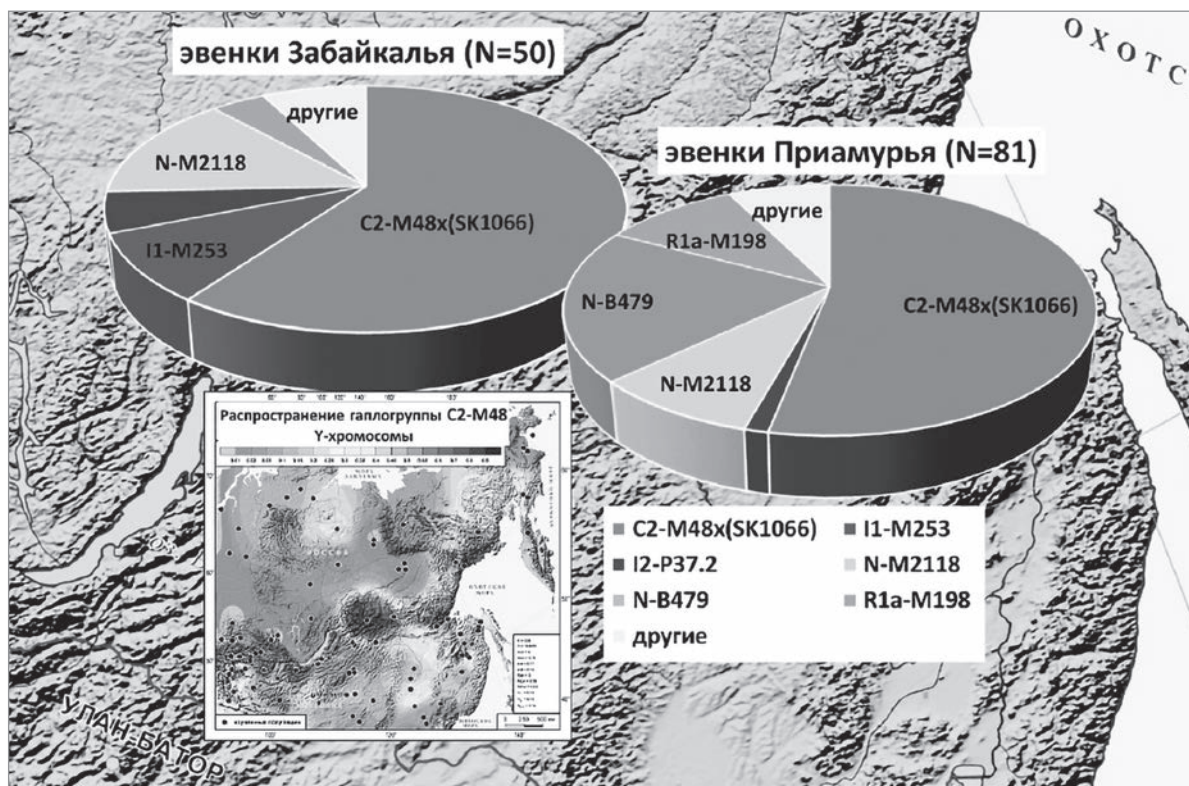 ОХОТС
эвенки Забайкалья (N=50)
другие
N-M2118
C2-M48x(SK1066)
I1-M253
эвенки Приамурья (N=81)
другие
R1a-M198
N-B479
C2-M48x(SK1066)
N-M2118
Распространение гаплогруппы C2-M48
Y-хромосомы
C2-M48x(SK1066)
I1-M253
I2-P37.2
N-M2118
N-B479
R1a-M198
другие
УЛАН-БАТОР